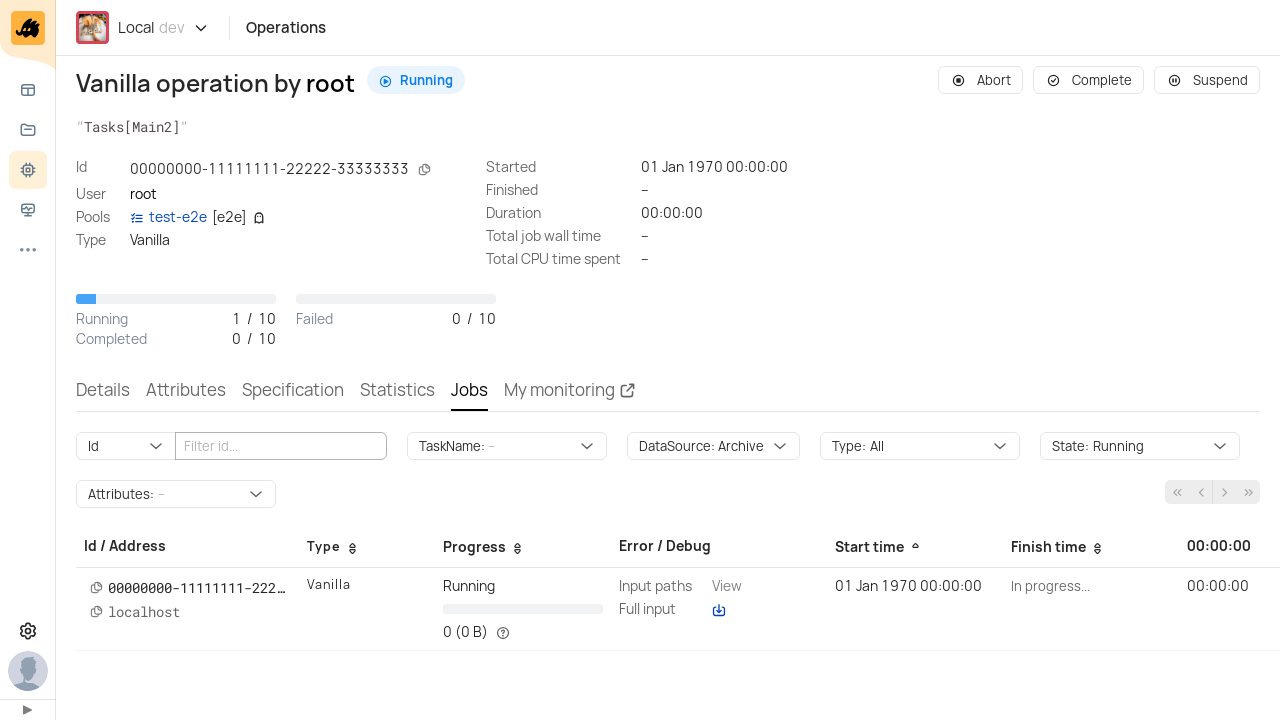 Local dev
Operations
Vanilla operation by root
Running
Abort
Complete
Suspend
"Tasks[Main2]"
Id 00000000-11111111-22222-33333333
User root
Pools test-e2e [e2e]
Type Vanilla
Started 01 Jan 1970 00:00:00
Finished –
Duration 00:00:00
Total job wall time –
Total CPU time spent –
Running 1 / 10
Completed 0 / 10
Failed 0 / 10
Details Attributes Specification Statistics Jobs My monitoring
Id Filter id... TaskName: – DataSource: Archive Type: All State: Running
Attributes: –
Id / Address Type Progress Error / Debug Start time Finish time 00:00:00
00000000-11111111-222… Vanilla Running Input paths View 01 Jan 1970 00:00:00 In progress... 00:00:00
localhost Full input
0 (0 B)